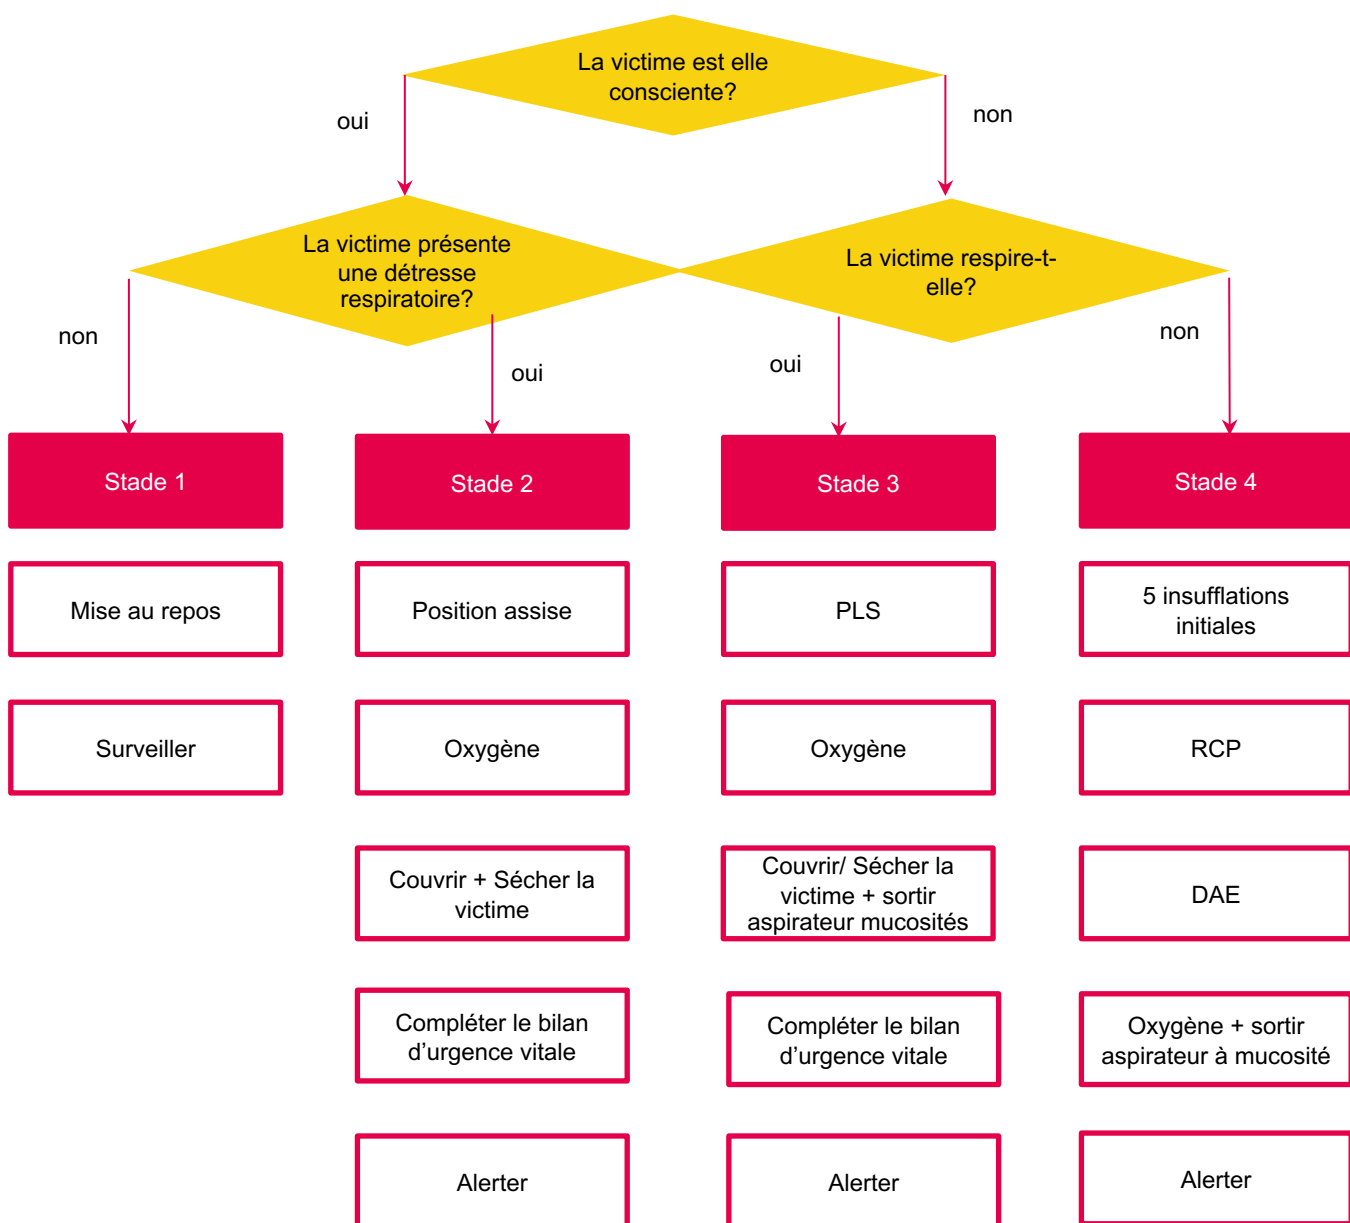 La victime est elle
consciente?
oui
non
La victime présente
une détresse
respiratoire?
La victime respire-t-
elle?
non
oui
oui
non
Stade 1
Stade 2
Stade 3
Stade 4
Mise au repos
Position assise
PLS
5 insufflations
initiales
Surveiller
Oxygène
Oxygène
RCP
Couvrir + Sécher la
victime
Couvrir/ Sécher la
victime + sortir
aspirateur mucosités
DAE
Compléter le bilan
d’urgence vitale
Compléter le bilan
d’urgence vitale
Oxygène + sortir
aspirateur à mucosité
Alerter
Alerter
Alerter